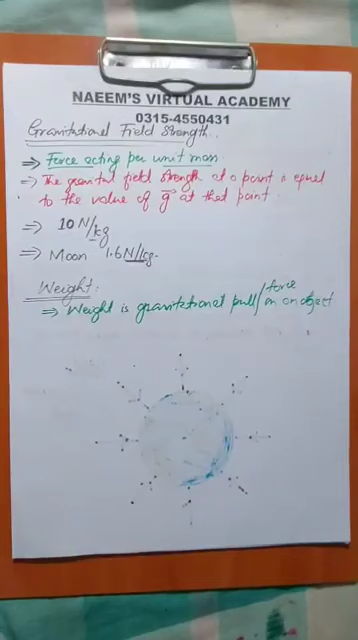 NAEEM'S VIRTUAL ACADEMY
0315-4550431
Gravitational Field Strength.
⇒ Force acting per unit mass
⇒ The gravital field strength at a point is equal
to the value of g⃗ at that point.
⇒ 10 N/kg
⇒ Moon 1.6 N/kg.
Weight:
⇒ Weight is gravitational pull/force on an object